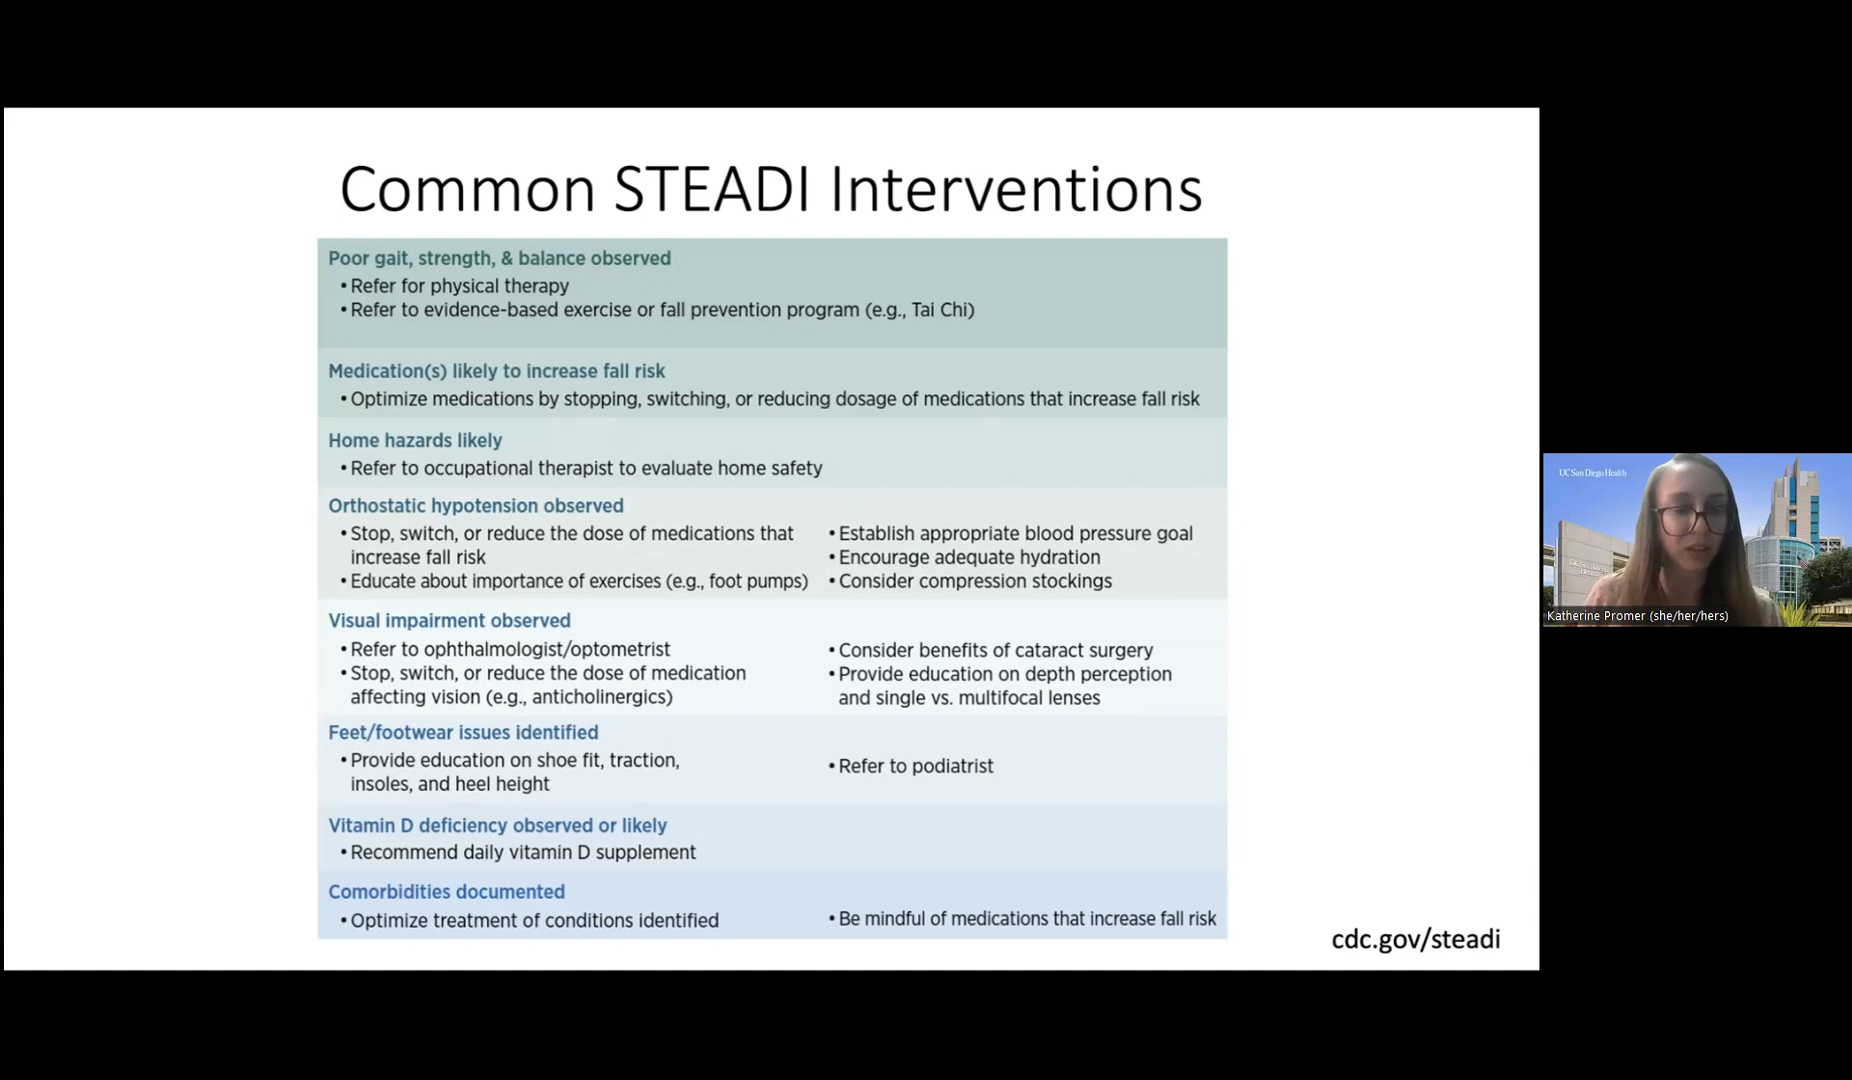 Common STEADI Interventions
Poor gait, strength, & balance observed
• Refer for physical therapy
• Refer to evidence-based exercise or fall prevention program (e.g., Tai Chi)
Medication(s) likely to increase fall risk
• Optimize medications by stopping, switching, or reducing dosage of medications that increase fall risk
Home hazards likely
• Refer to occupational therapist to evaluate home safety
Orthostatic hypotension observed
• Stop, switch, or reduce the dose of medications that
increase fall risk
• Educate about importance of exercises (e.g., foot pumps)
• Establish appropriate blood pressure goal
• Encourage adequate hydration
• Consider compression stockings
Visual impairment observed
• Refer to ophthalmologist/optometrist
• Stop, switch, or reduce the dose of medication
affecting vision (e.g., anticholinergics)
• Consider benefits of cataract surgery
• Provide education on depth perception
and single vs. multifocal lenses
Feet/footwear issues identified
• Provide education on shoe fit, traction,
insoles, and heel height
• Refer to podiatrist
Vitamin D deficiency observed or likely
• Recommend daily vitamin D supplement
Comorbidities documented
• Optimize treatment of conditions identified
• Be mindful of medications that increase fall risk
cdc.gov/steadi
UC San Diego Health
Katherine Promer (she/her/hers)